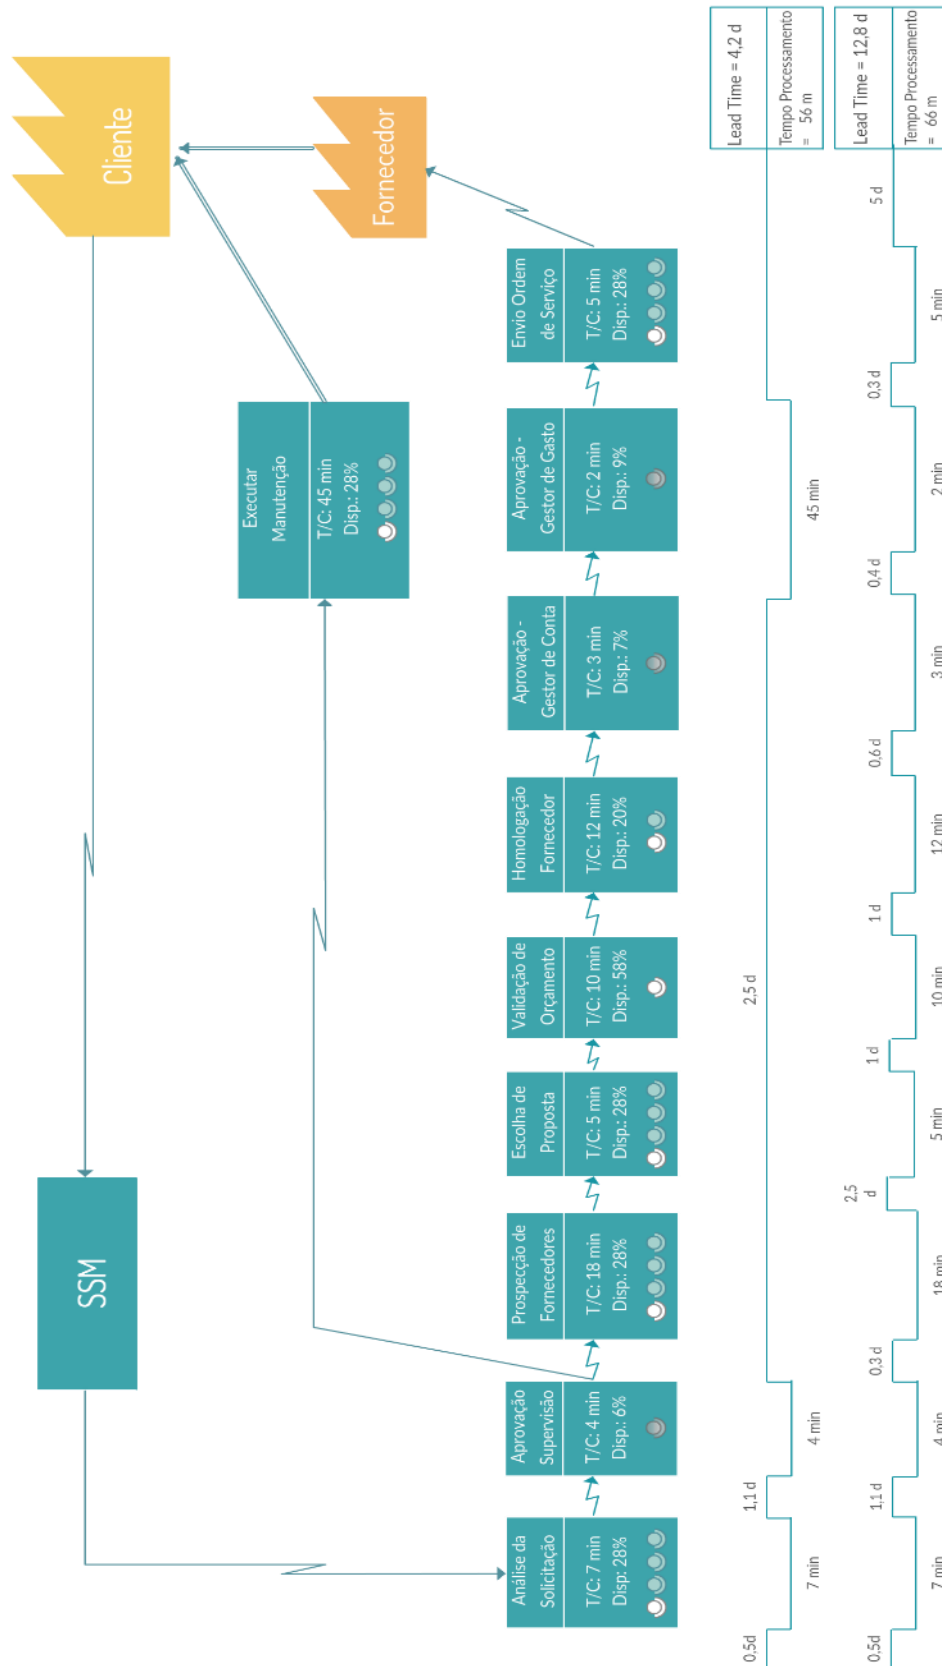 Cliente
SSM
Fornecedor
Executar
Manutenção
T/C: 45 min
Disp.: 28%
Análise da
Solicitação
T/C: 7 min
Disp: 28%
Aprovação
Supervisão
T/C: 4 min
Disp.: 6%
Prospecção de
Fornecedores
T/C: 18 min
Disp.: 28%
Escolha de
Proposta
T/C: 5 min
Disp.: 28%
Validação de
Orçamento
T/C: 10 min
Disp.: 58%
Homologação
Fornecedor
T/C: 12 min
Disp.: 20%
Aprovação -
Gestor de Conta
T/C: 3 min
Disp.: 7%
Aprovação -
Gestor de Gasto
T/C: 2 min
Disp.: 9%
Envio Ordem
de Serviço
T/C: 5 min
Disp.: 28%
0,5d
7 min
1,1 d
4 min
2,5 d
45 min
Lead Time = 4,2 d
Tempo Processamento
= 56 m
0,5d
7 min
1,1 d
4 min
0,3 d
18 min
2,5
d
5 min
1 d
10 min
1 d
12 min
0,6 d
3 min
0,4 d
2 min
0,3 d
5 min
5 d
Lead Time = 12,8 d
Tempo Processamento
= 66 m